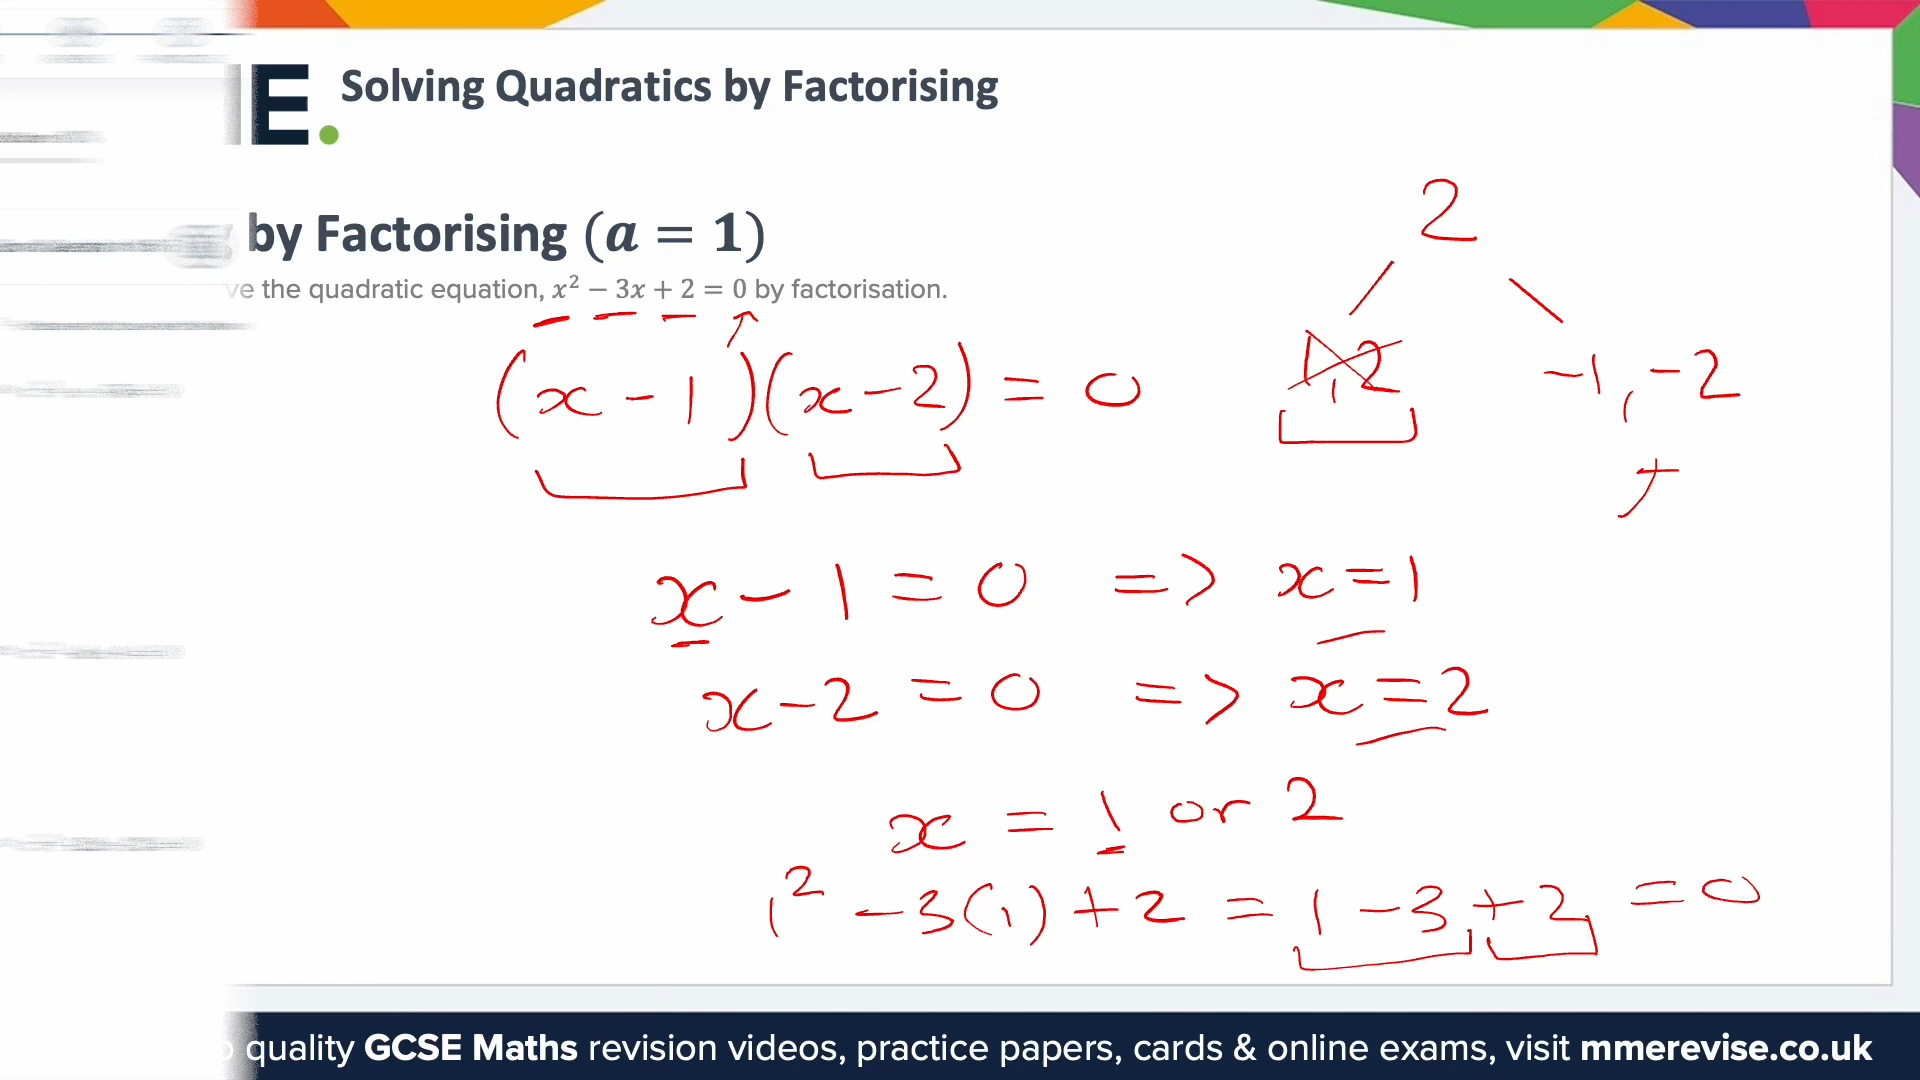 E.
Solving Quadratics by Factorising
by Factorising (a = 1)
the quadratic equation, x² − 3x + 2 = 0 by factorisation.
2
1, 2
-1, -2
(x - 1)(x - 2) = 0
x - 1 = 0 => x = 1
x - 2 = 0 => x = 2
x = 1 or 2
1² - 3(1) + 2 = 1 - 3 + 2 = 0
quality GCSE Maths revision videos, practice papers, cards & online exams, visit mmerevise.co.uk